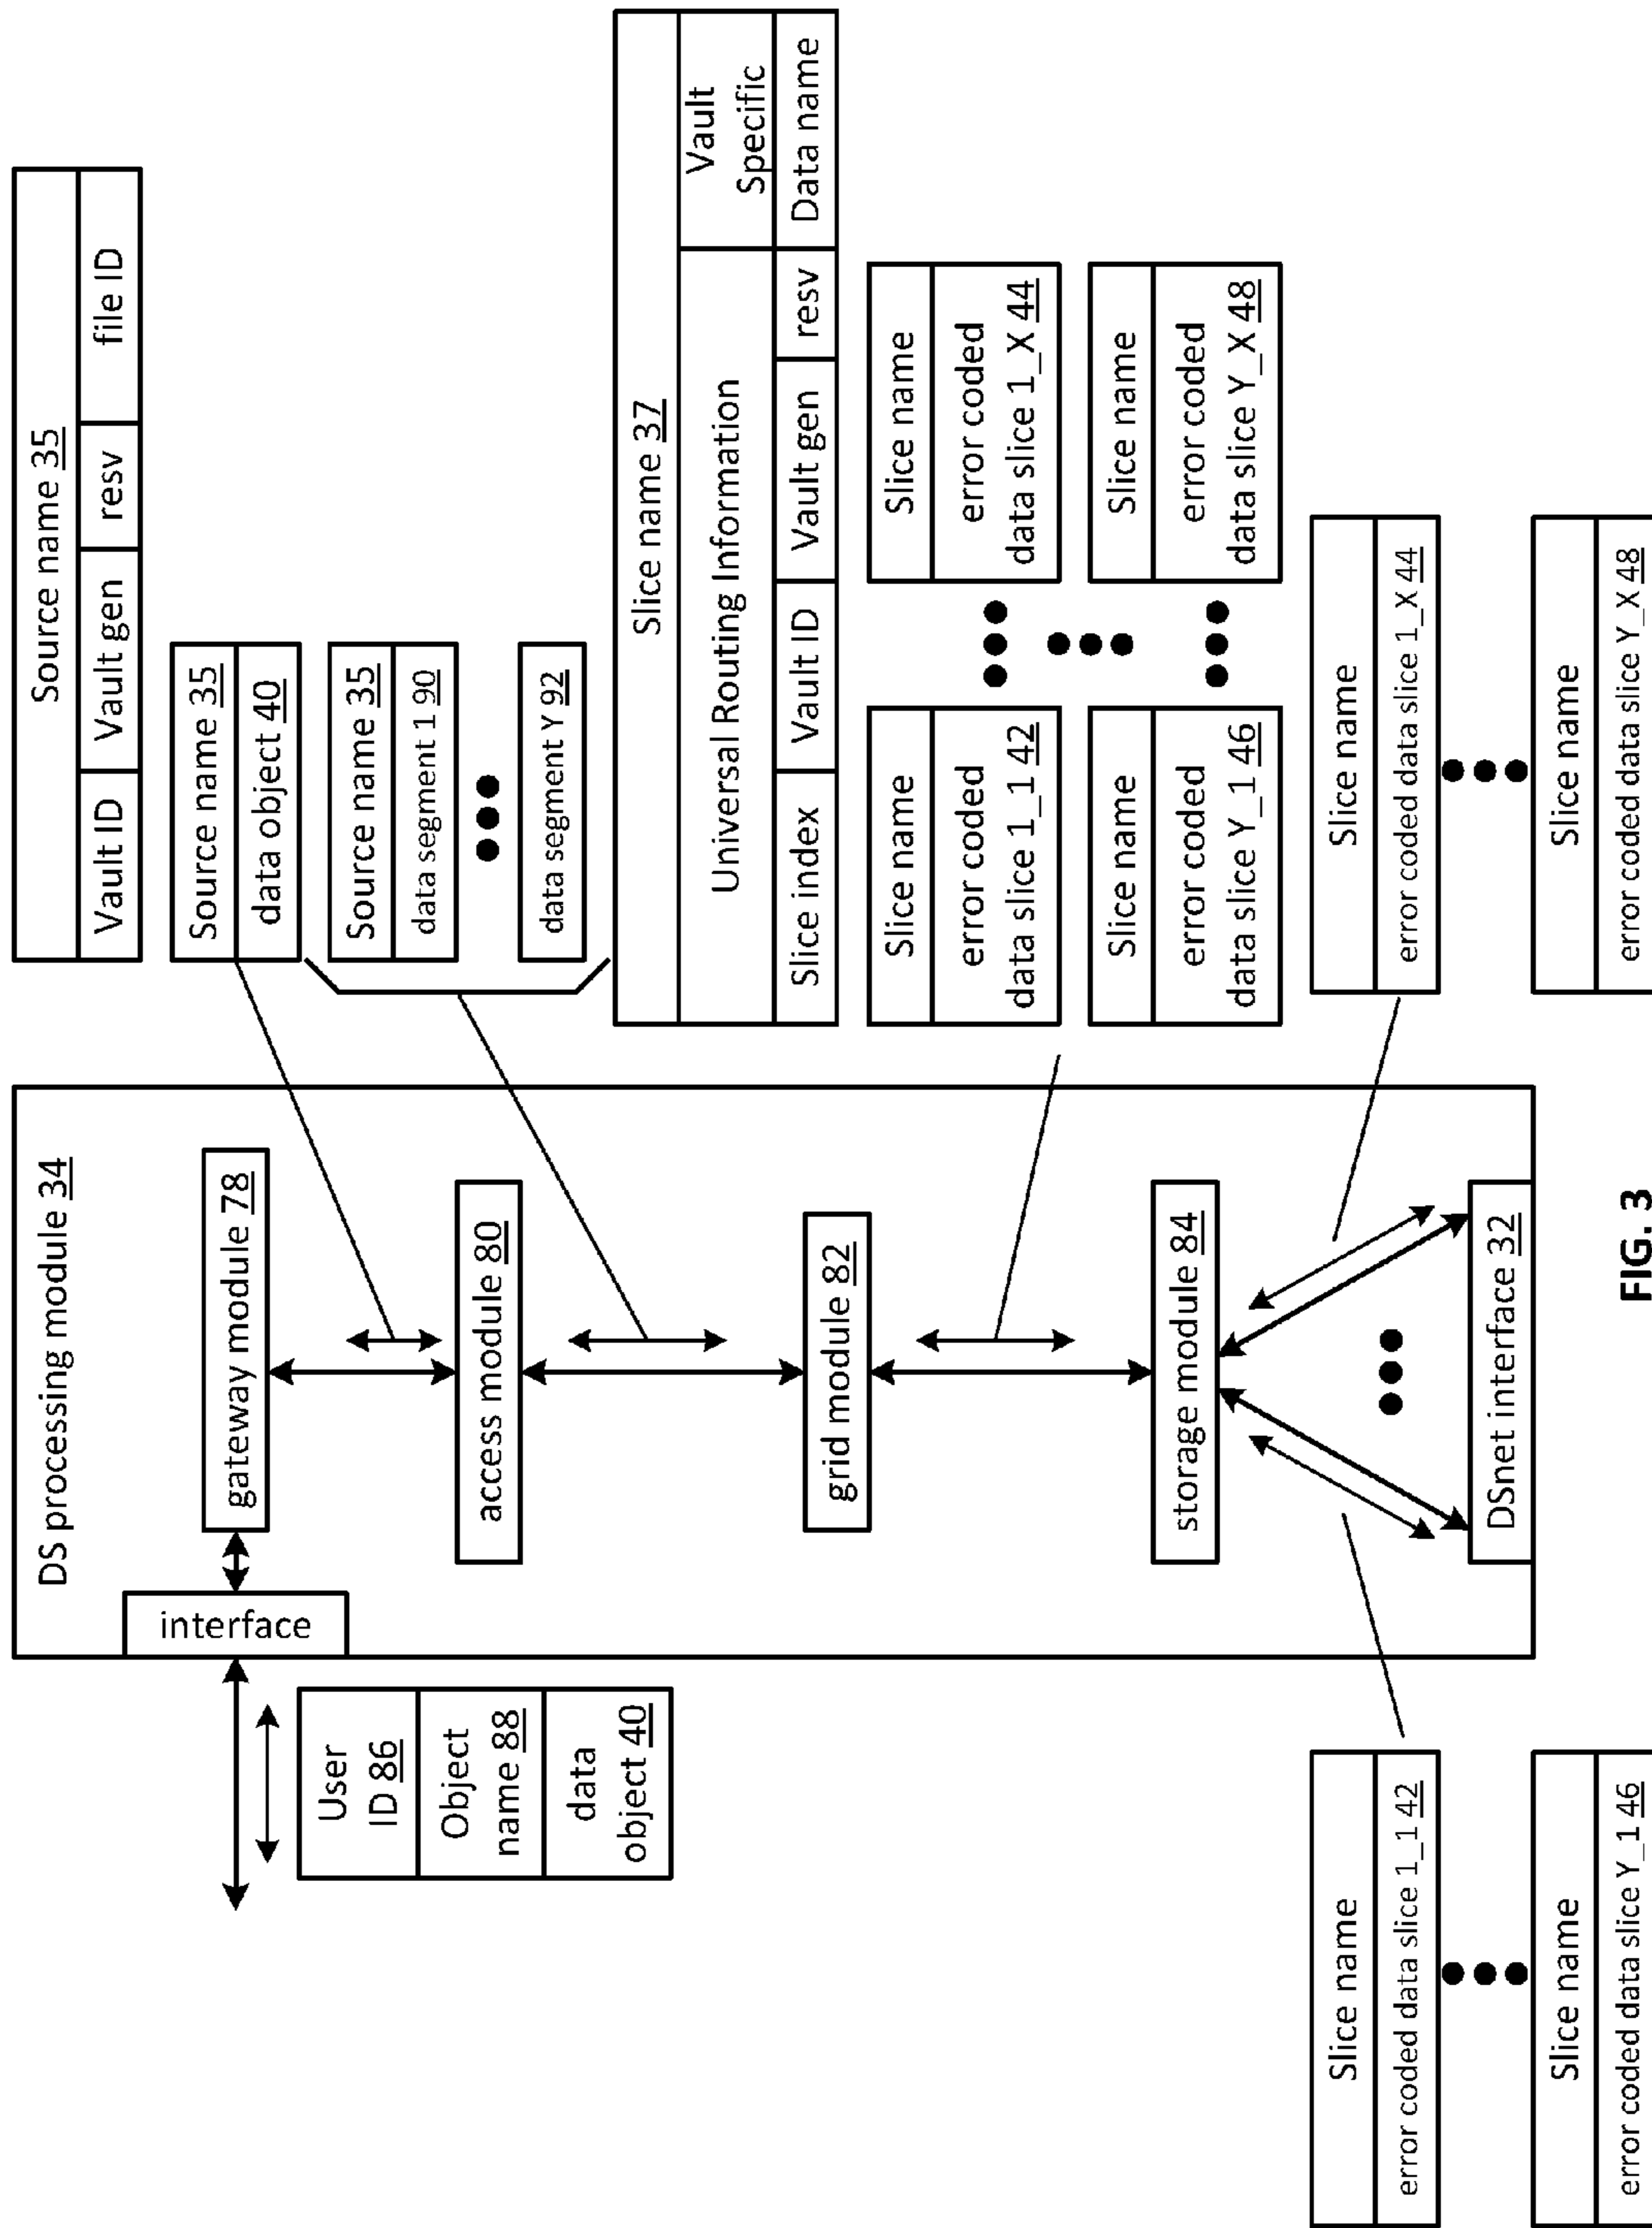 DS processing module 34
interface
gateway module 78
access module 80
grid module 82
storage module 84
DSnet interface 32
User
ID 86
Object
name 88
data
object 40
Source name 35
Vault ID
Vault gen
resv
file ID
Source name 35
data object 40
Source name 35
data segment 1 90
data segment Y 92
Slice name 37
Universal Routing Information
Vault
Specific
Slice index
Vault ID
Vault gen
resv
Data name
Slice name
error coded
data slice 1_1 42
Slice name
error coded
data slice 1_X 44
Slice name
error coded
data slice Y_1 46
Slice name
error coded
data slice Y_X 48
Slice name
error coded data slice 1_1 42
Slice name
error coded data slice Y_1 46
Slice name
error coded data slice 1_X 44
Slice name
error coded data slice Y_X 48
FIG. 3